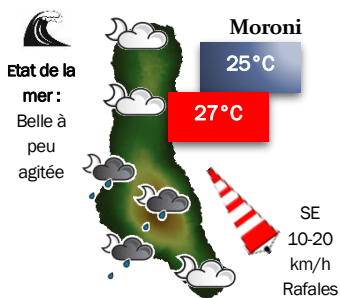 Moroni
25°C
27°C
Etat de la
mer :
Belle à
peu
agitée
SE
10-20
km/h
Rafales